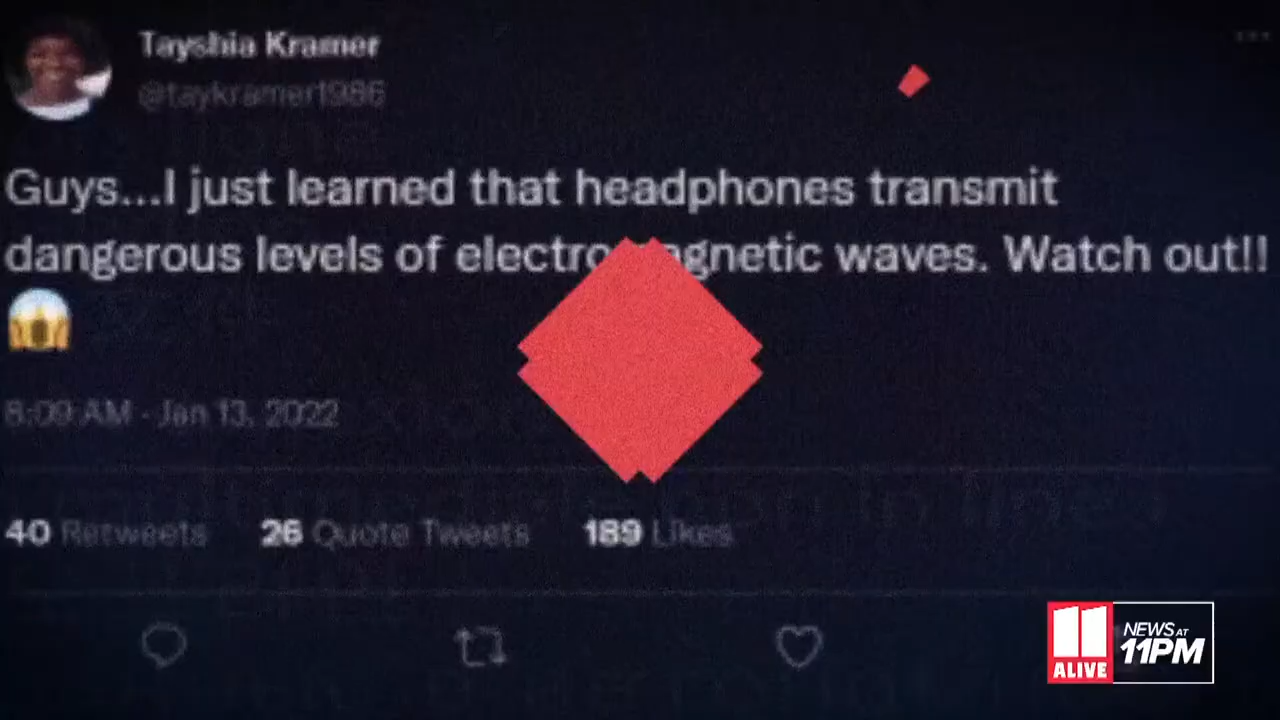 Tayshia Kramer
@taykramer1986
Guys...I just learned that headphones transmit
dangerous levels of electro agnetic waves. Watch out!!
8:09 AM · Jan 13, 2022
40 Retweets 26 Quote Tweets 189 Likes
11
ALIVE
NEWS AT
11PM